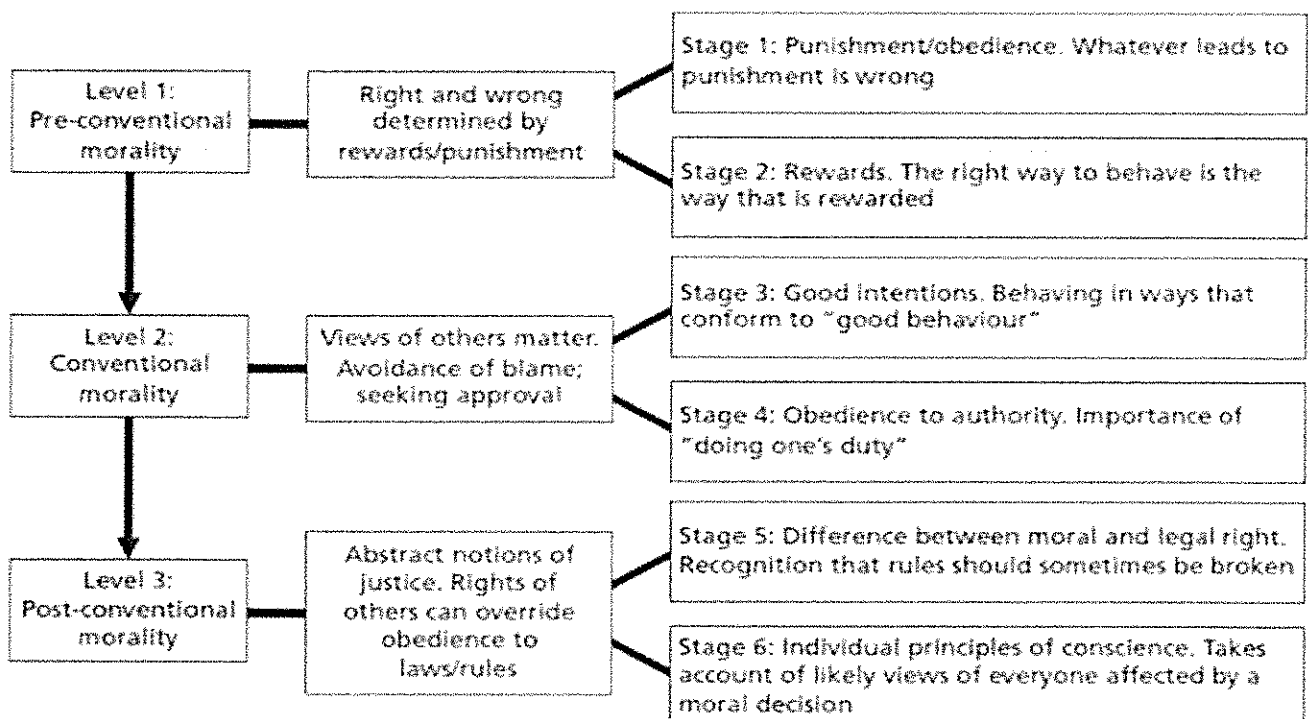 Level 1:
Pre-conventional
morality
Right and wrong
determined by
rewards/punishment
Stage 1: Punishment/obedience. Whatever leads to
punishment is wrong
Stage 2: Rewards. The right way to behave is the
way that is rewarded
Level 2:
Conventional
morality
Views of others matter.
Avoidance of blame;
seeking approval
Stage 3: Good intentions. Behaving in ways that
conform to "good behaviour"
Stage 4: Obedience to authority. Importance of
"doing one's duty"
Level 3:
Post-conventional
morality
Abstract notions of
justice. Rights of
others can override
obedience to
laws/rules
Stage 5: Difference between moral and legal right.
Recognition that rules should sometimes be broken
Stage 6: Individual principles of conscience. Takes
account of likely views of everyone affected by a
moral decision